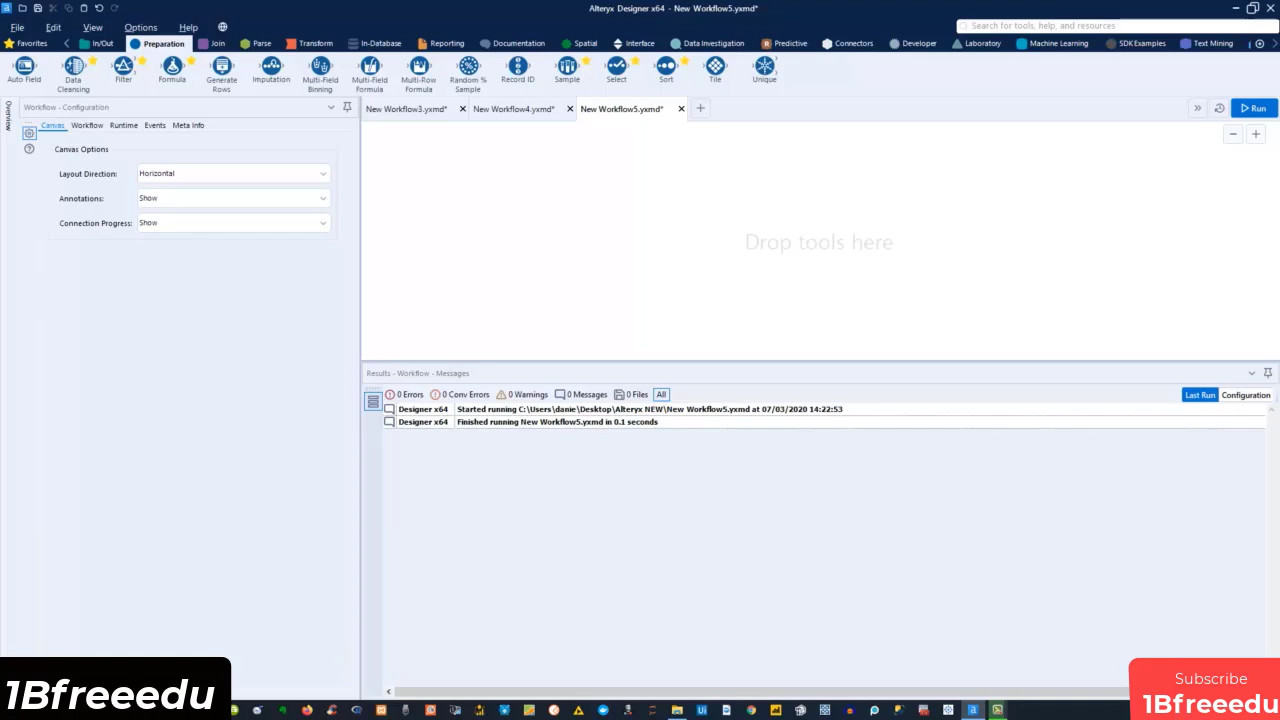 Alteryx Designer x64 - New Workflow5.yxmd*
File Edit View Options Help
Search for tools, help, and resources
Favorites In/Out Preparation Join Parse Transform In-Database Reporting Documentation Spatial Interface Data Investigation Predictive Connectors Developer Laboratory Machine Learning SDKExamples Text Mining
Auto Field Data Cleansing Filter Formula Generate Rows Imputation Multi-Field Binning Multi-Field Formula Multi-Row Formula Random % Sample Record ID Sample Select Sort Tile Unique
Overview
Workflow - Configuration
New Workflow3.yxmd* New Workflow4.yxmd* New Workflow5.yxmd*
Run
Canvas Workflow Runtime Events Meta Info
Canvas Options
Layout Direction: Horizontal
Annotations: Show
Connection Progress: Show
Drop tools here
Results - Workflow - Messages
0 Errors 0 Conv Errors 0 Warnings 0 Messages 0 Files All Last Run Configuration
Designer x64 Started running C:\Users\danie\Desktop\Alteryx NEW\New Workflow5.yxmd at 07/03/2020 14:22:53
Designer x64 Finished running New Workflow5.yxmd in 0.1 seconds
1Bfreeedu
Subscribe
1Bfreeedu